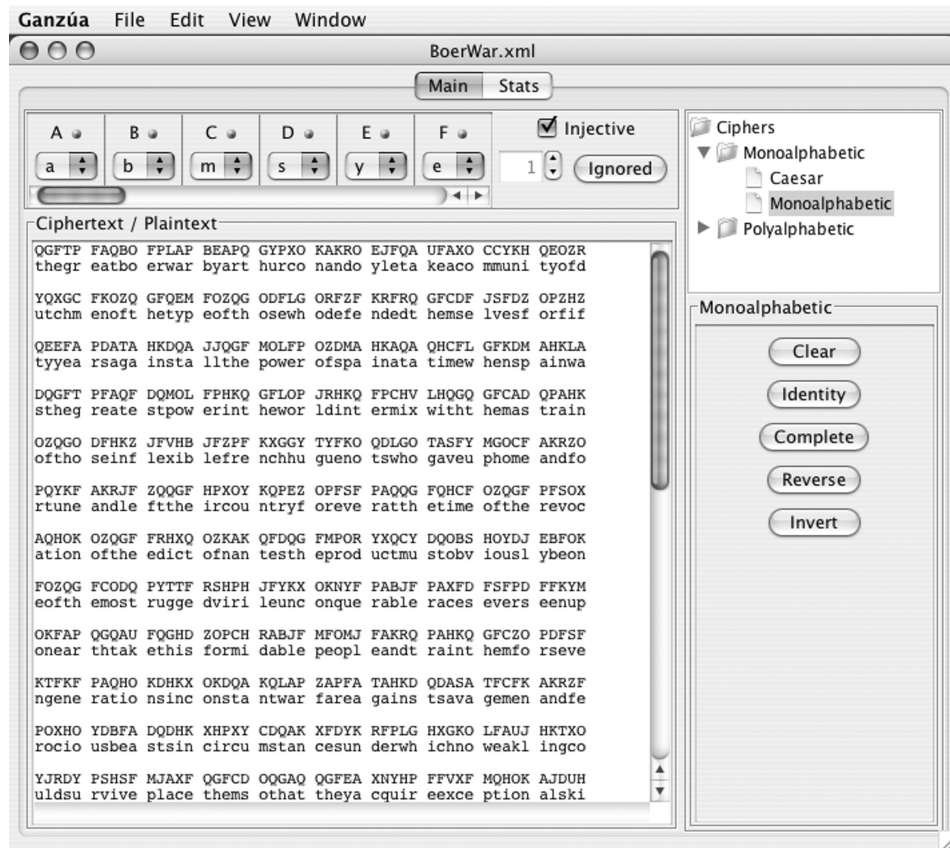 Ganzúa File Edit View Window
BoerWar.xml
Main Stats
A B C D E F
a b m s y e
Injective
1 Ignored
Ciphertext / Plaintext
QGFTP FAQBO FPLAP BEAPQ GYPXO KAKRO EJFQA UFAXO CCYKH QEOZR
thegr eatbo erwar byart hurco nando yleta keaco mmuni tyofd
YQXGC FKOZQ GFQEM FOZQG ODFLG ORFZF KRFRQ GFCDF JSFDZ OPZHZ
utchm enoft hetyp eofth osewh odefe ndedt hemse lvesf orfif
QEEFA PDATA HKDQA JJQGF MOLFP OZDMA HKAQA QHCFL GFKDM AHKLA
tyyea rsaga insta llthe power ofspa inata timew hensp ainwa
DQGFT PFAQF DQMOL FPHKQ GFLOP JRHKQ FPCHV LHQGQ GFCAD QPAHK
stheg reate stpow erint hewor ldint ermix witht hemas train
OZQGO DFHKZ JFVHB JFZPF KXGGY TYFKO QDLGO TASFY MGOCF AKRZO
oftho seinf lexib lefre nchhu gueno tswho gaveu phome andfo
PQYKF AKRJF ZQQGF HPXOY KQPEZ OPFSF PAQQG FQHCF OZQGF PFSOX
rtune andle ftthe ircou ntryf oreve ratth etime ofthe revoc
AQHOK OZQGF FRHXQ OZKAK QFDQG FMPOR YXQCY DQOBS HOYDJ EBFOK
ation ofthe edict ofnan testh eprod uctmu stobv iousl ybeon
FOZQG FCODQ PYTTF RSHPH JFYKX OKNYF PABJF PAXFD FSFPD FFKYM
eofth emost rugge dviri leunc onque rable races evers eenup
OKFAP QGQAU FQGHD ZOPCH RABJF MFOMJ FAKRQ PAHKQ GFCZO PDFSF
onear thtak ethis formi dable peopl eandt raint hemfo rseve
KTFKF PAQHO KDHKX OKDQA KQLAP ZAPFA TAHKD QDASA TFCFK AKRZF
ngene ratio nsinc onsta ntwar farea gains tsava gemen andfe
POXHO YDBFA DQDHK XHPXY CDQAK XFDYK RFPLG HXGKO LFAUJ HKTXO
rocio usbea stsin circu mstan cesun derwh ichno weakl ingco
YJRDY PSHSF MJAXF QGFCD OQGAQ QGFEA XNYHP FFVXF MQHOK AJDUH
uldsu rvive place thems othat theya cquir eexce ption alski
Ciphers
Monoalphabetic
Caesar
Monoalphabetic
Polyalphabetic
Monoalphabetic
Clear
Identity
Complete
Reverse
Invert